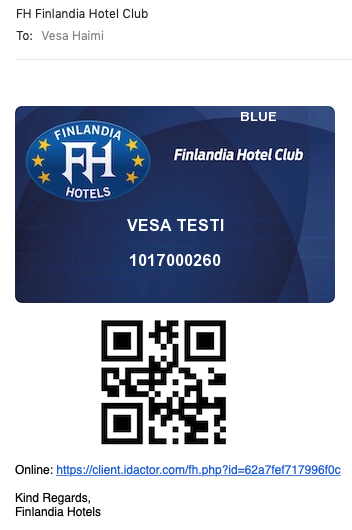 FH Finlandia Hotel Club
To: Vesa Haimi
BLUE
FINLANDIA
FH
HOTELS
Finlandia Hotel Club
VESA TESTI
1017000260
Online: https://client.idactor.com/fh.php?id=62a7fef717996f0c
Kind Regards,
Finlandia Hotels